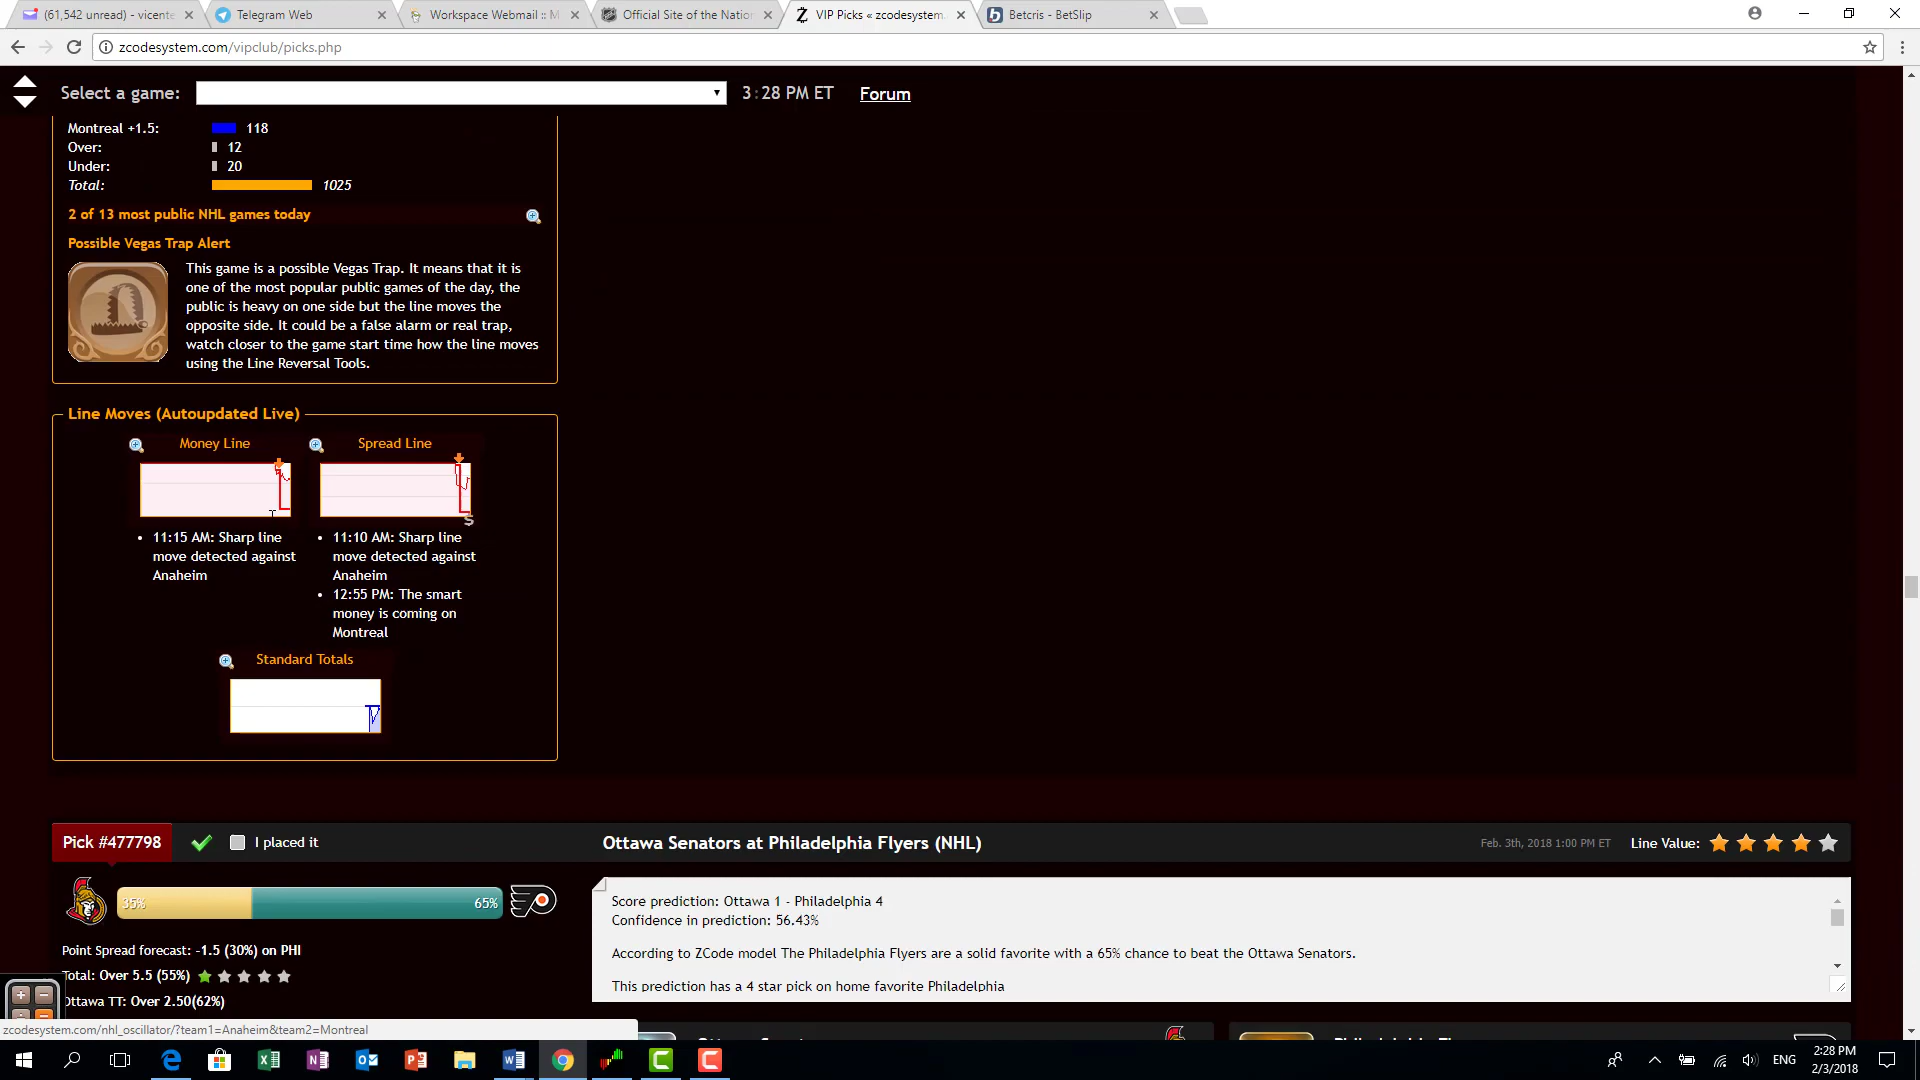 (61,542 unread) - vicente
Telegram Web
Workspace Webmail :: M
Official Site of the Nation
VIP Picks « zcodesystem.
Betcris - BetSlip
zcodesystem.com/vipclub/picks.php
Select a game:
3:28 PM ET
Forum
Montreal +1.5: 118
Over: 12
Under: 20
Total: 1025
2 of 13 most public NHL games today
Possible Vegas Trap Alert
This game is a possible Vegas Trap. It means that it is
one of the most popular public games of the day, the
public is heavy on one side but the line moves the
opposite side. It could be a false alarm or real trap,
watch closer to the game start time how the line moves
using the Line Reversal Tools.
Line Moves (Autoupdated Live)
Money Line
Spread Line
11:15 AM: Sharp line
move detected against
Anaheim
11:10 AM: Sharp line
move detected against
Anaheim
12:55 PM: The smart
money is coming on
Montreal
Standard Totals
Pick #477798
I placed it
Ottawa Senators at Philadelphia Flyers (NHL)
Feb. 3th, 2018 1:00 PM ET
Line Value:
35%
65%
Score prediction: Ottawa 1 - Philadelphia 4
Confidence in prediction: 56.43%
According to ZCode model The Philadelphia Flyers are a solid favorite with a 65% chance to beat the Ottawa Senators.
This prediction has a 4 star pick on home favorite Philadelphia
Point Spread forecast: -1.5 (30%) on PHI
Total: Over 5.5 (55%)
Ottawa TT: Over 2.50(62%)
zcodesystem.com/nhl_oscillator/?team1=Anaheim&team2=Montreal
ENG
2:28 PM
2/3/2018